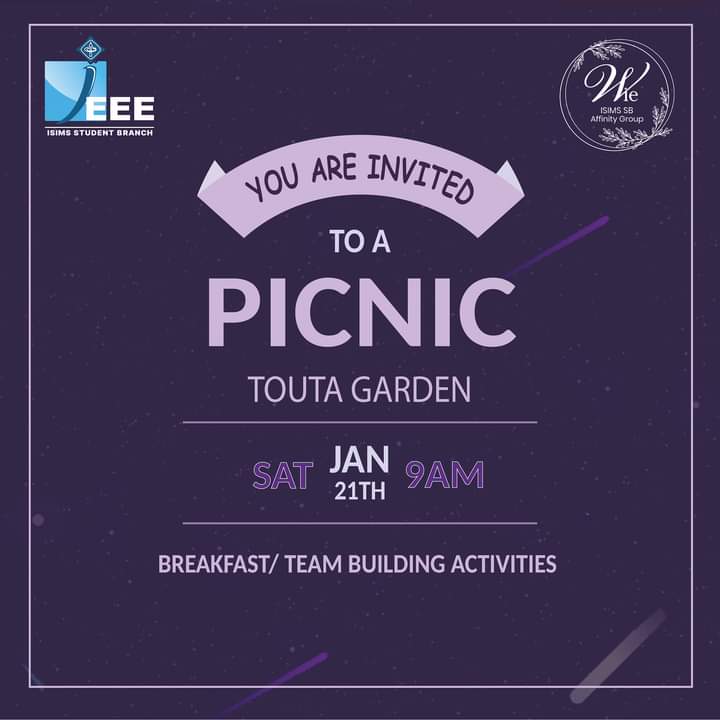 IEEE
ISIMS STUDENT BRANCH
Wie
ISIMS SB
Affinity Group
YOU ARE INVITED
TO A
PICNIC
TOUTA GARDEN
SAT JAN 21TH 9AM
BREAKFAST/ TEAM BUILDING ACTIVITIES